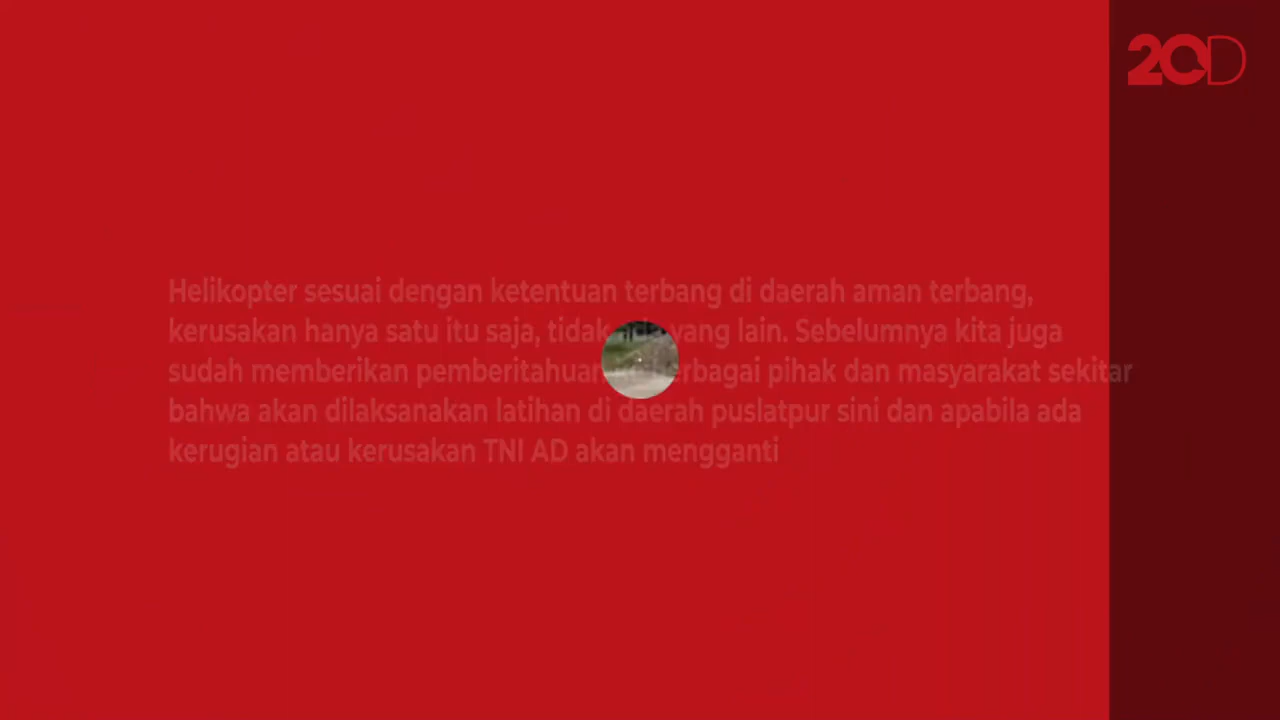 20D
Helikopter sesuai dengan ketentuan terbang di daerah aman terbang,
kerusakan hanya satu itu saja, tidak yang lain. Sebelumnya kita juga
sudah memberikan pemberitahuan pihak dan masyarakat sekitar
bahwa akan dilaksanakan latihan di daerah puslatpur sini dan apabila ada
kerugian atau kerusakan TNI AD akan mengganti